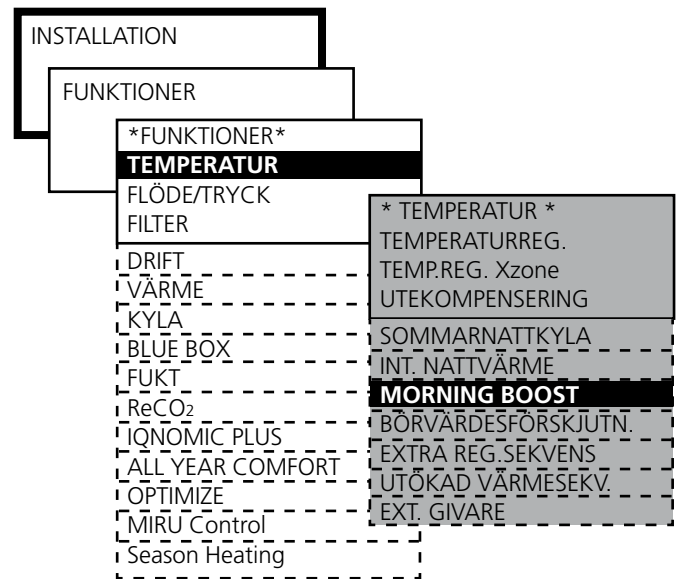 INSTALLATION
FUNKTIONER
*FUNKTIONER*
TEMPERATUR
FLÖDE/TRYCK
FILTER
DRIFT
VÄRME
KYLA
BLUE BOX
FUKT
ReCO₂
IQNOMIC PLUS
ALL YEAR COMFORT
OPTIMIZE
MIRU Control
Season Heating
* TEMPERATUR *
TEMPERATURREG.
TEMP.REG. Xzone
UTEKOMPENSERING
SOMMARNATTKYLA
INT. NATTVÄRME
MORNING BOOST
BÖRVÄRDESFÖRSKJUTN.
EXTRA REG.SEKVENS
UTÖKAD VÄRMESEKV.
EXT. GIVARE